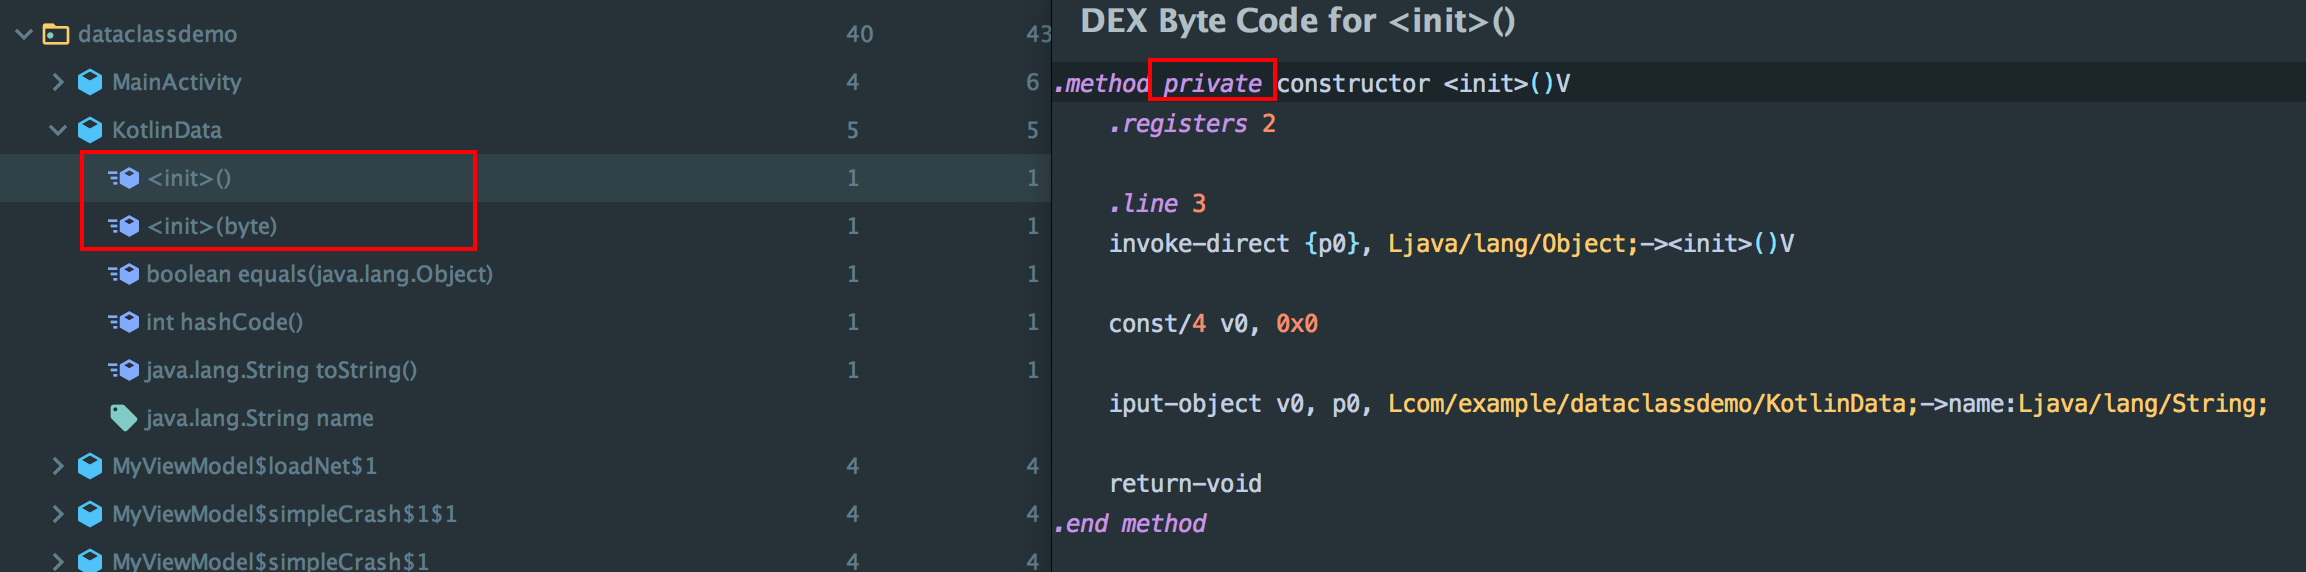 dataclassdemo 40 43
MainActivity 4 6
KotlinData 5 5
<init>() 1 1
<init>(byte) 1 1
boolean equals(java.lang.Object) 1 1
int hashCode() 1 1
java.lang.String toString() 1 1
java.lang.String name
MyViewModel$loadNet$1 4 4
MyViewModel$simpleCrash$1$1 4 4
MyViewModel$simpleCrash$1 4 4
DEX Byte Code for <init>()
.method private constructor <init>()V
.registers 2
.line 3
invoke-direct {p0}, Ljava/lang/Object;-><init>()V
const/4 v0, 0x0
iput-object v0, p0, Lcom/example/dataclassdemo/KotlinData;->name:Ljava/lang/String;
return-void
.end method